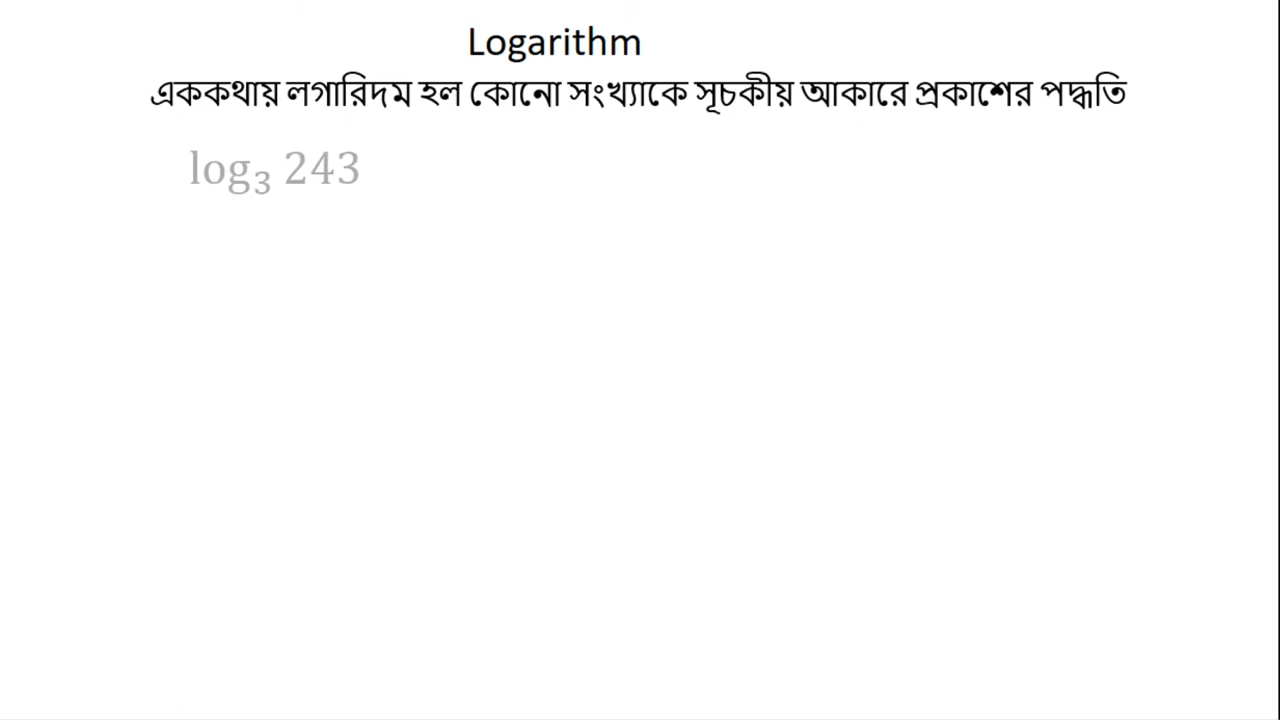 Logarithm
এককথায় লগারিদম হল কোনো সংখ্যাকে সূচকীয় আকারে প্রকাশের পদ্ধতি
log₃ 243